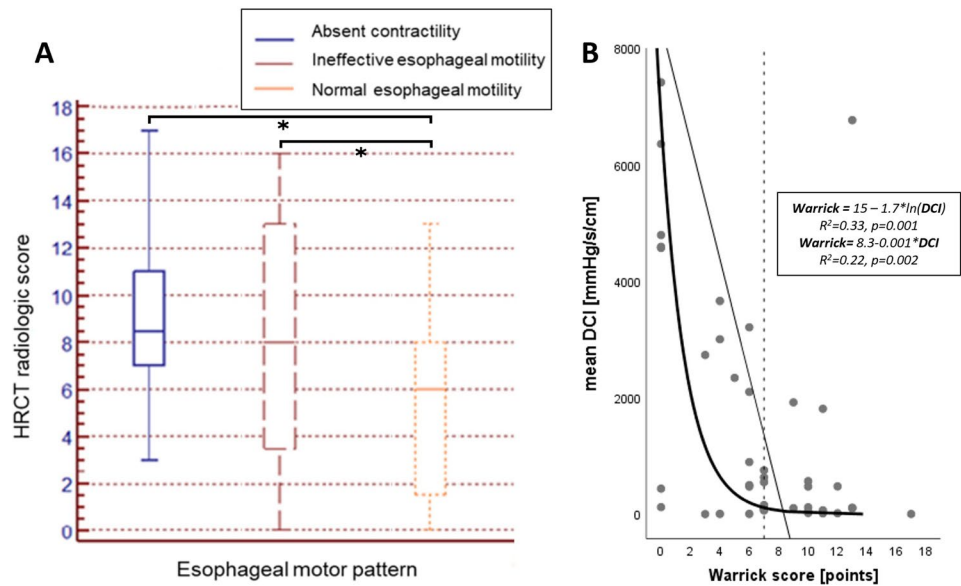 A
Absent contractility
Ineffective esophageal motility
Normal esophageal motility
HRCT radiologic score
18
16
14
12
10
8
6
4
2
0
*
*
Esophageal motor pattern
B
mean DCI [mmHg/s/cm]
8000
6000
4000
2000
0
Warrick = 15 – 1.7*ln(DCI)
R²=0.33, p=0.001
Warrick= 8.3-0.001*DCI
R²=0.22, p=0.002
0 2 4 6 8 10 12 14 16 18
Warrick score [points]